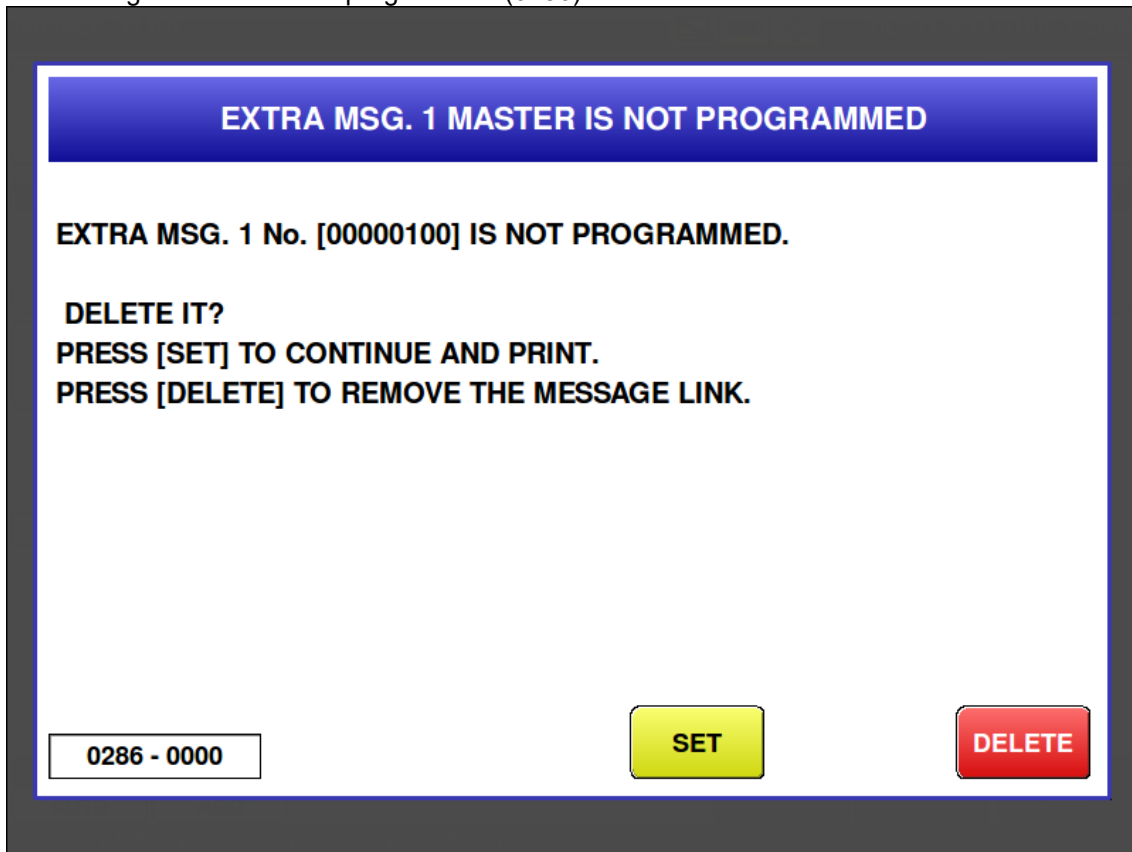 EXTRA MSG. 1 MASTER IS NOT PROGRAMMED
EXTRA MSG. 1 No. [00000100] IS NOT PROGRAMMED.
DELETE IT?
PRESS [SET] TO CONTINUE AND PRINT.
PRESS [DELETE] TO REMOVE THE MESSAGE LINK.
SET
DELETE
0286 - 0000